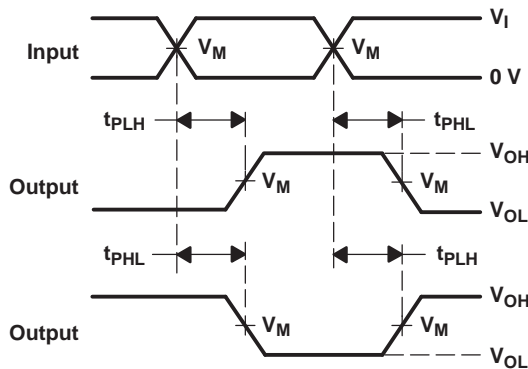 V_I
Input V_M V_M
0 V
t_PLH t_PHL
V_OH
Output V_M V_M
V_OL
t_PHL t_PLH
V_OH
Output V_M V_M
V_OL